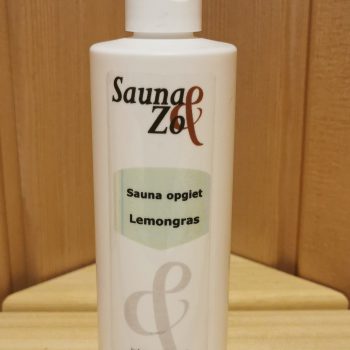 Sauna &
Zo
Sauna opgiet
Lemongras
&